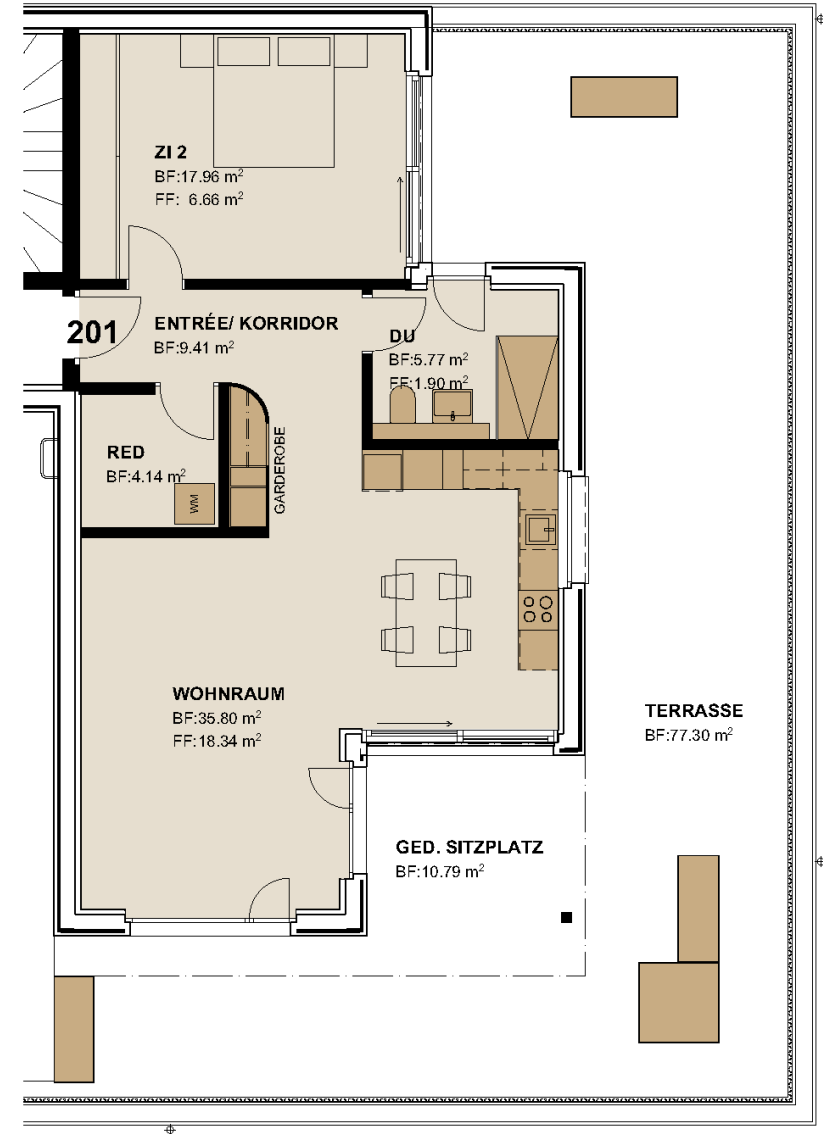 ZI 2
BF:17.96 m²
FF: 6.66 m²
201
ENTRÉE/ KORRIDOR
BF:9.41 m²
DU
BF:5.77 m²
FF:1.90 m²
RED
BF:4.14 m²
WM
GARDEROBE
WOHNRAUM
BF:35.80 m²
FF:18.34 m²
TERRASSE
BF:77.30 m²
GED. SITZPLATZ
BF:10.79 m²